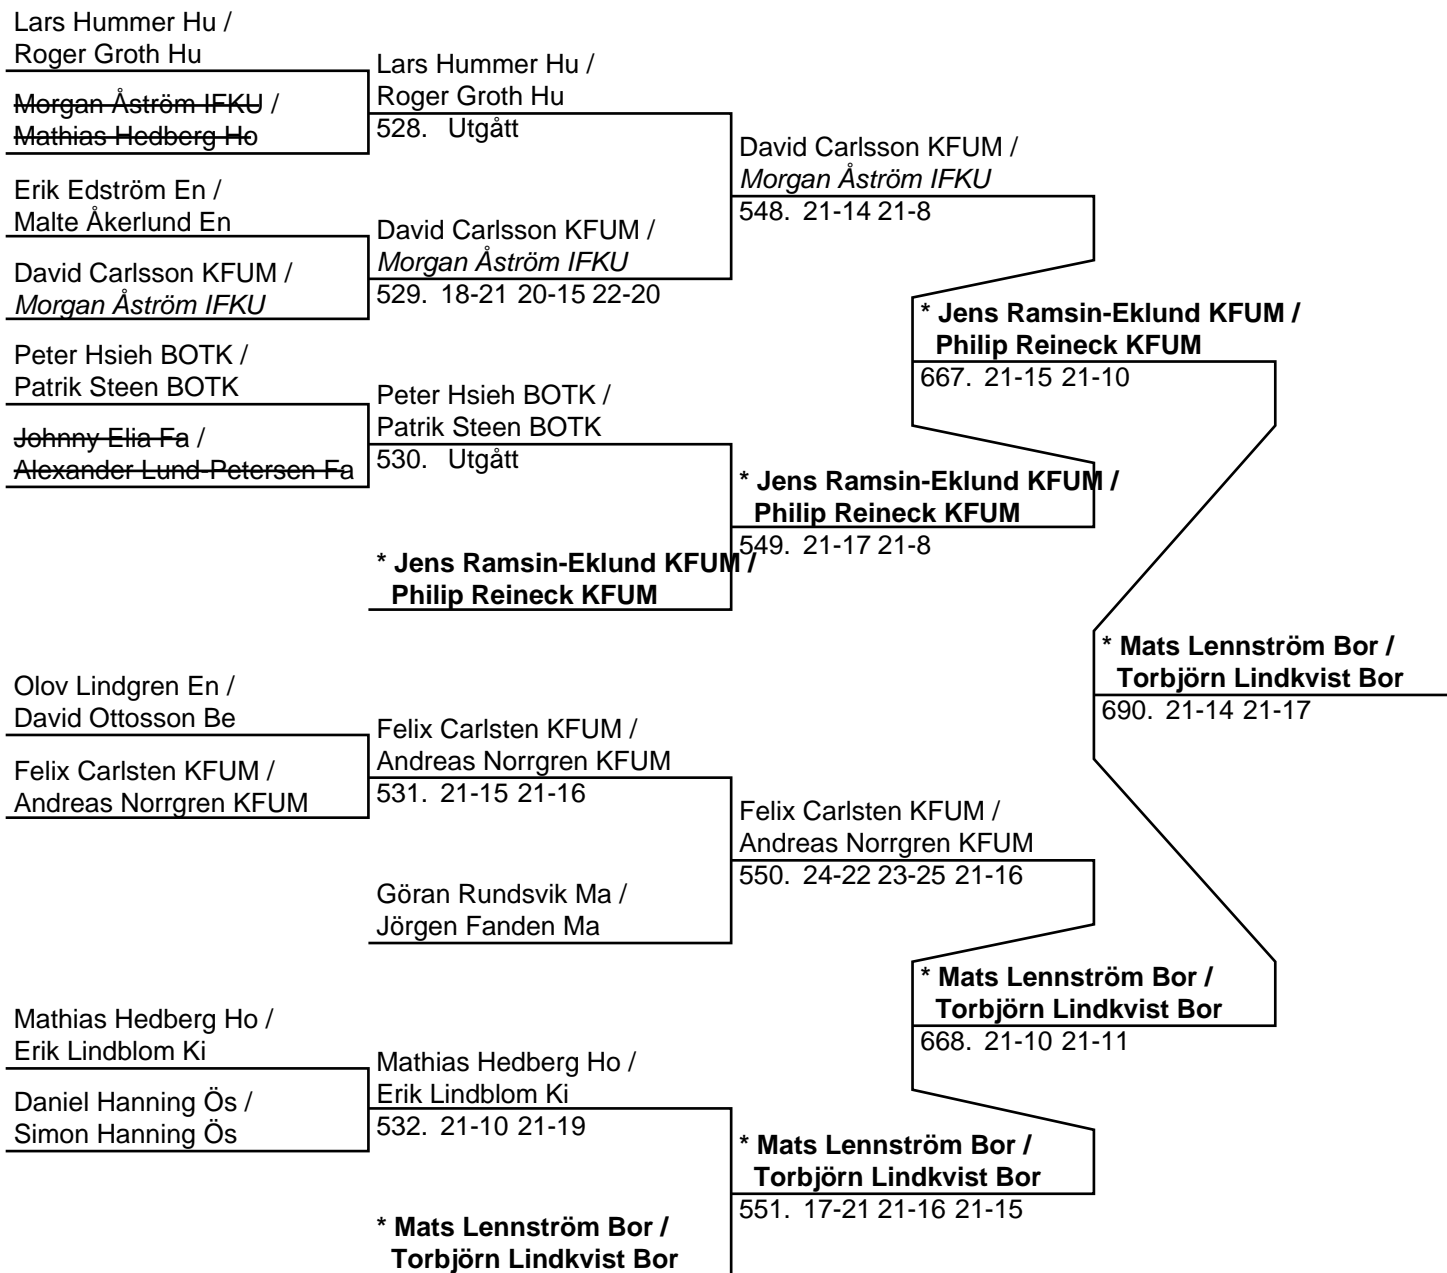 Lars Hummer Hu /
Roger Groth Hu
Morgan Åström IFKU /
Mathias Hedberg Ho
Erik Edström En /
Malte Åkerlund En
David Carlsson KFUM /
Morgan Åström IFKU
Peter Hsieh BOTK /
Patrik Steen BOTK
Johnny Elia Fa /
Alexander Lund-Petersen Fa
Olov Lindgren En /
David Ottosson Be
Felix Carlsten KFUM /
Andreas Norrgren KFUM
Mathias Hedberg Ho /
Erik Lindblom Ki
Daniel Hanning Ös /
Simon Hanning Ös
Lars Hummer Hu /
Roger Groth Hu
528. Utgått
David Carlsson KFUM /
Morgan Åström IFKU
529. 18-21 20-15 22-20
Peter Hsieh BOTK /
Patrik Steen BOTK
530. Utgått
* Jens Ramsin-Eklund KFUM /
Philip Reineck KFUM
Felix Carlsten KFUM /
Andreas Norrgren KFUM
531. 21-15 21-16
Göran Rundsvik Ma /
Jörgen Fanden Ma
Mathias Hedberg Ho /
Erik Lindblom Ki
532. 21-10 21-19
* Mats Lennström Bor /
Torbjörn Lindkvist Bor
David Carlsson KFUM /
Morgan Åström IFKU
548. 21-14 21-8
* Jens Ramsin-Eklund KFUM /
Philip Reineck KFUM
549. 21-17 21-8
Felix Carlsten KFUM /
Andreas Norrgren KFUM
550. 24-22 23-25 21-16
* Mats Lennström Bor /
Torbjörn Lindkvist Bor
551. 17-21 21-16 21-15
* Jens Ramsin-Eklund KFUM /
Philip Reineck KFUM
667. 21-15 21-10
* Mats Lennström Bor /
Torbjörn Lindkvist Bor
668. 21-10 21-11
* Mats Lennström Bor /
Torbjörn Lindkvist Bor
690. 21-14 21-17